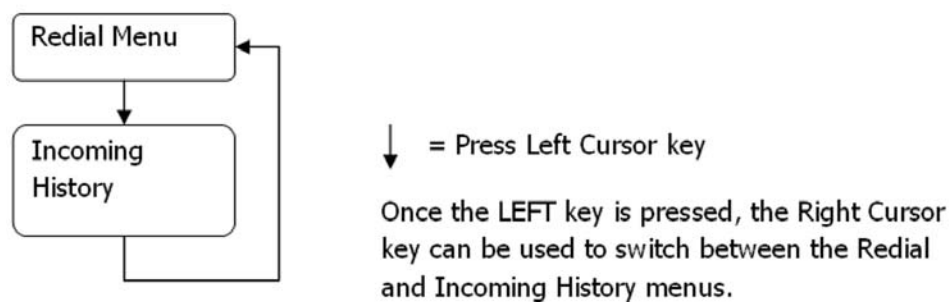 Redial Menu
Incoming
History
= Press Left Cursor key
Once the LEFT key is pressed, the Right Cursor
key can be used to switch between the Redial
and Incoming History menus.